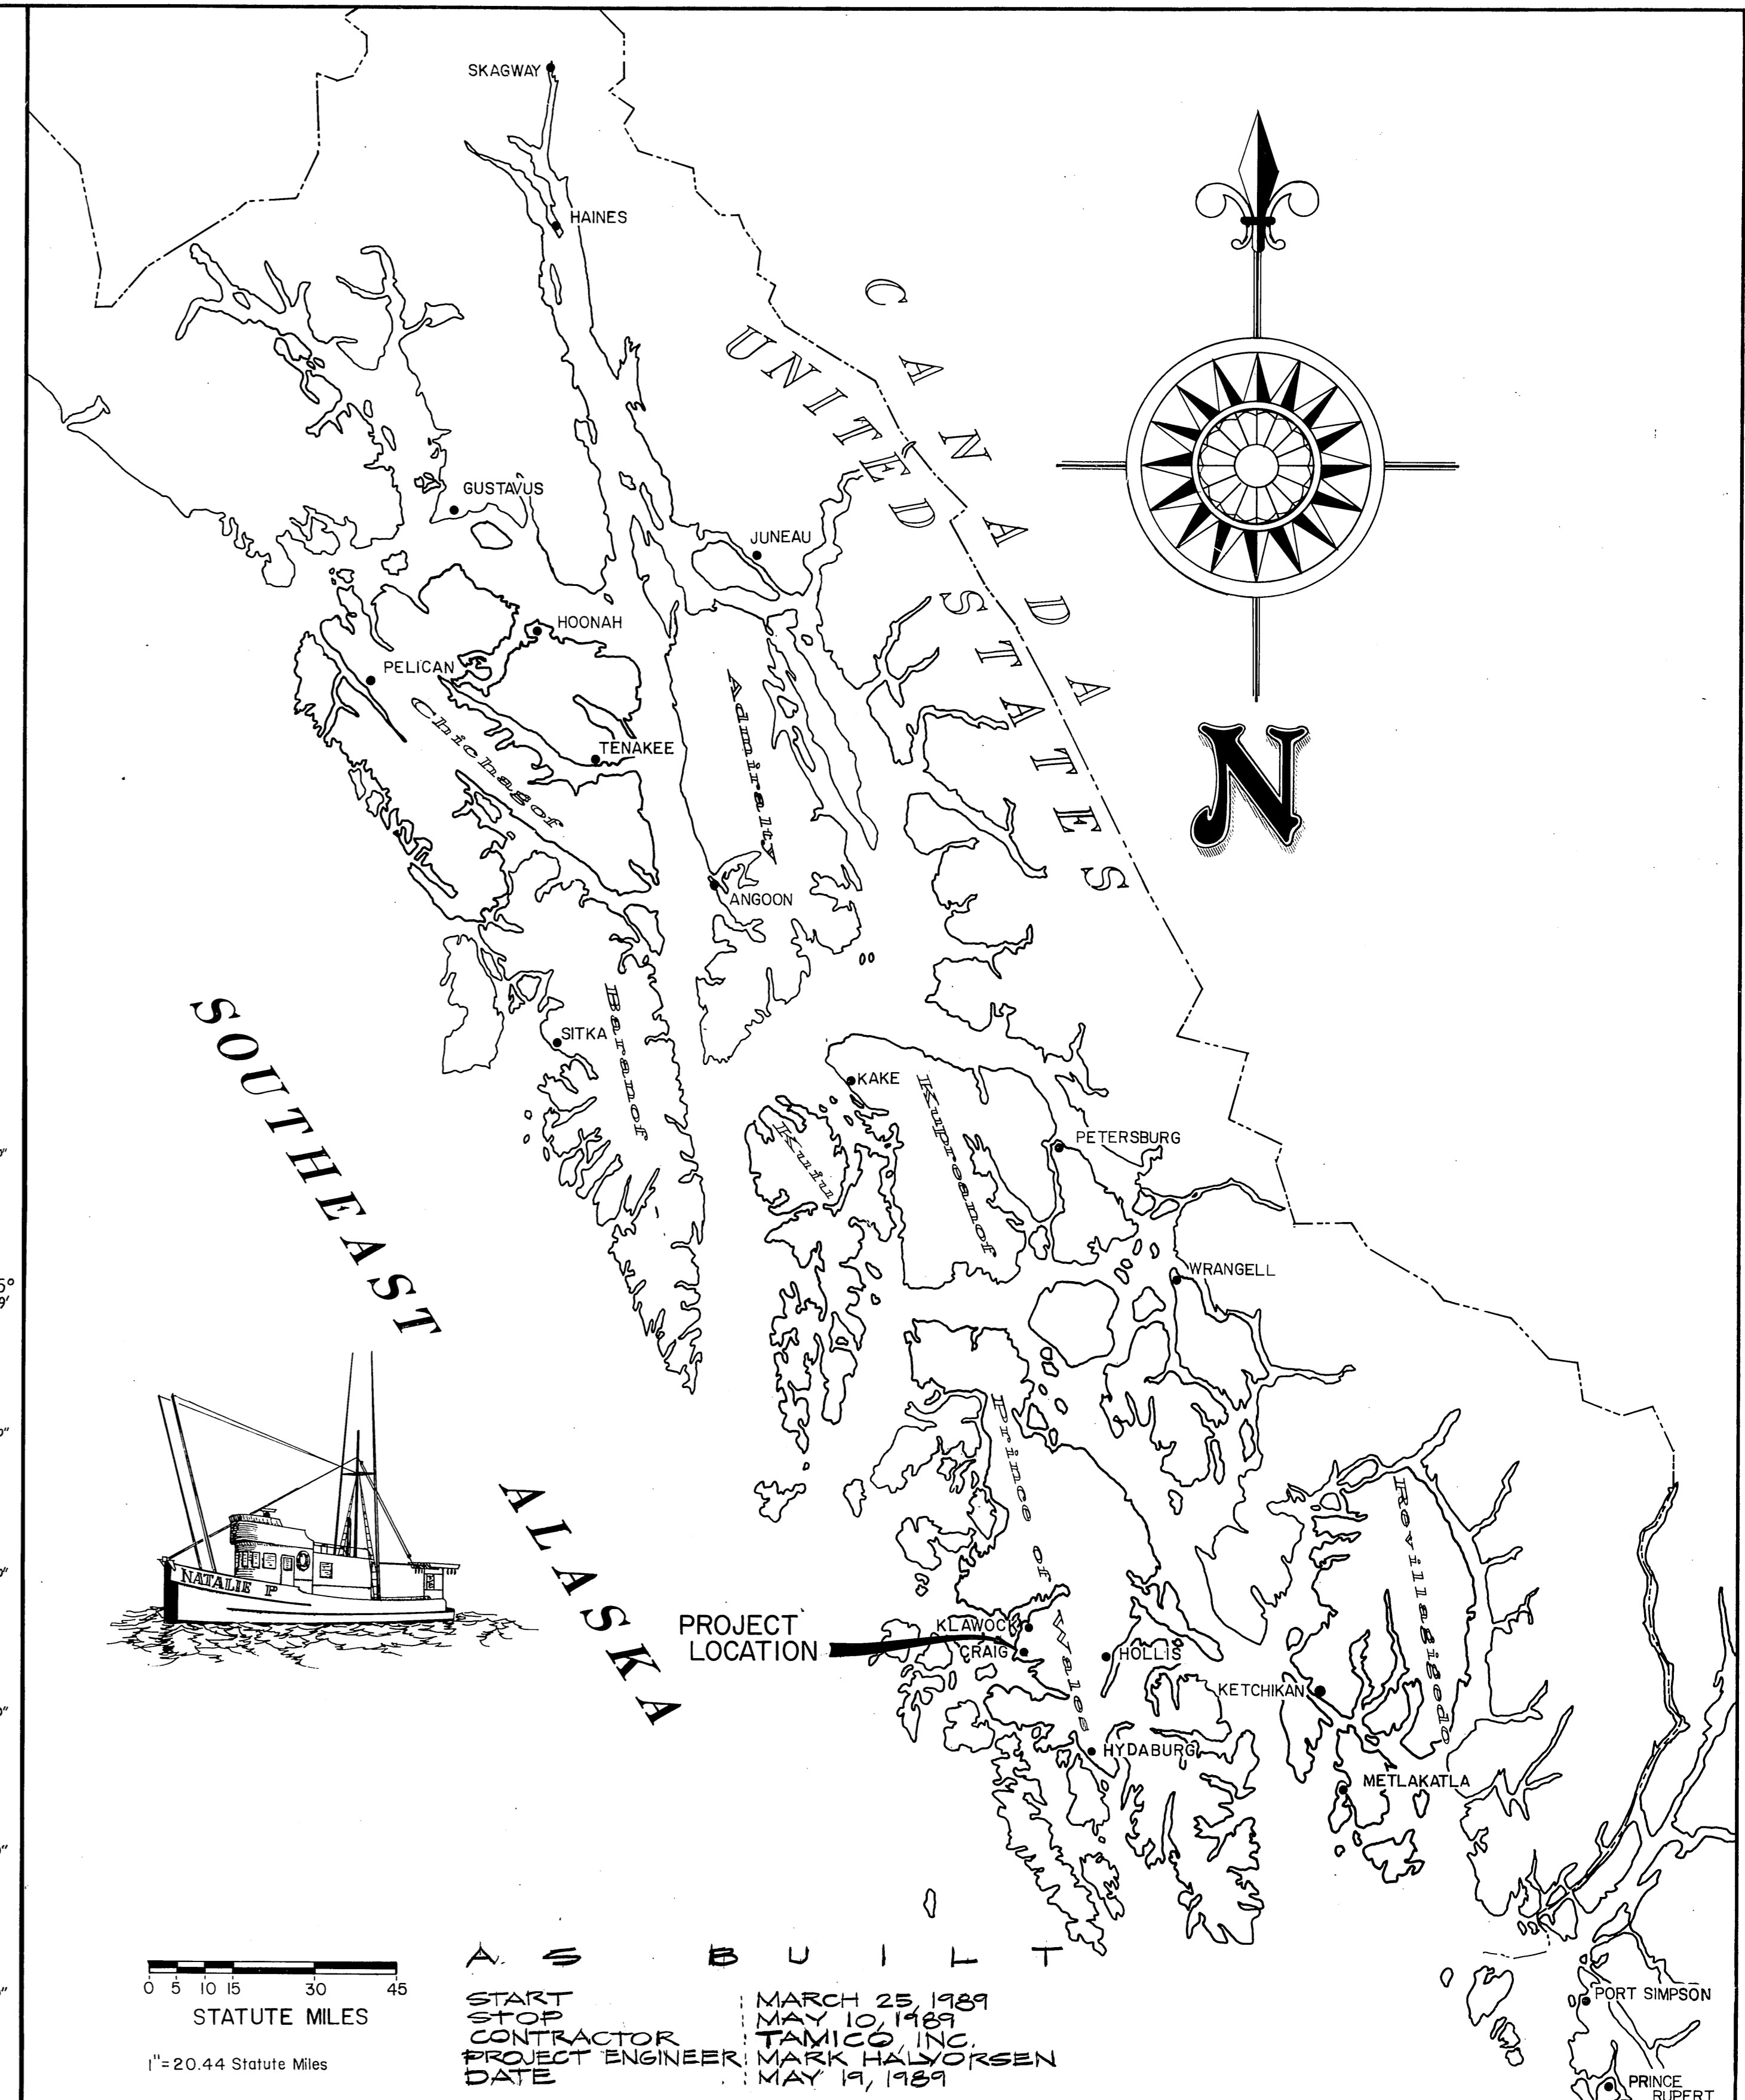 SKAGWAY
HAINES
CANADA
UNITED STATES
GUSTAVUS
JUNEAU
HOONAH
PELICAN
Chichagof
Admiralty
TENAKEE
ANGOON
N
SOUTHEAST
ALASKA
Baranof
SITKA
KAKE
Kupreanof
Kuiu
PETERSBURG
WRANGELL
Prince of Wales
Revillagigedo
NATALIE P
PROJECT
LOCATION
KLAWOCK
CRAIG
HOLLIS
KETCHIKAN
HYDABURG
METLAKATLA
0 5 10 15 30 45
STATUTE MILES
1"=20.44 Statute Miles
AS BUILT
START : MARCH 25, 1989
STOP : MAY 10, 1989
CONTRACTOR : TAMICO, INC.
PROJECT ENGINEER: MARK HALVORSEN
DATE : MAY 19, 1989
PORT SIMPSON
PRINCE
RUPERT